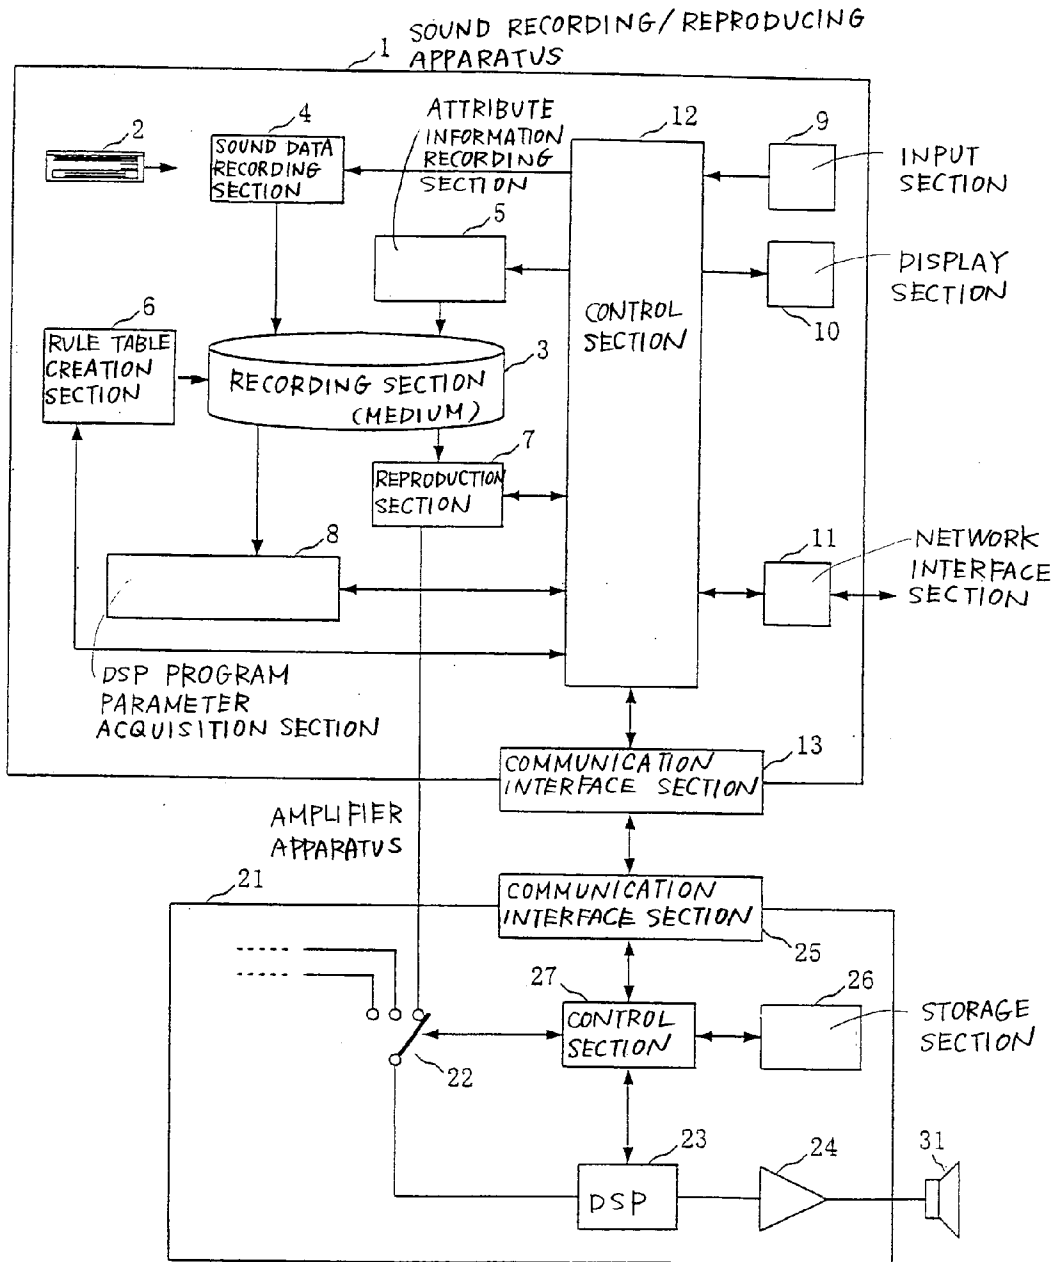 SOUND RECORDING/REPRODUCING
APPARATUS
1
2
4
SOUND DATA
RECORDING
SECTION
ATTRIBUTE
INFORMATION
RECORDING
SECTION
5
12
CONTROL
SECTION
9
INPUT
SECTION
DISPLAY
SECTION
10
6
RULE TABLE
CREATION
SECTION
3
RECORDING SECTION
(MEDIUM)
7
REPRODUCTION
SECTION
8
DSP PROGRAM
PARAMETER
ACQUISITION SECTION
11
NETWORK
INTERFACE
SECTION
13
COMMUNICATION
INTERFACE SECTION
AMPLIFIER
APPARATUS
21
COMMUNICATION
INTERFACE SECTION
25
27
CONTROL
SECTION
26
STORAGE
SECTION
22
23
DSP
24
31